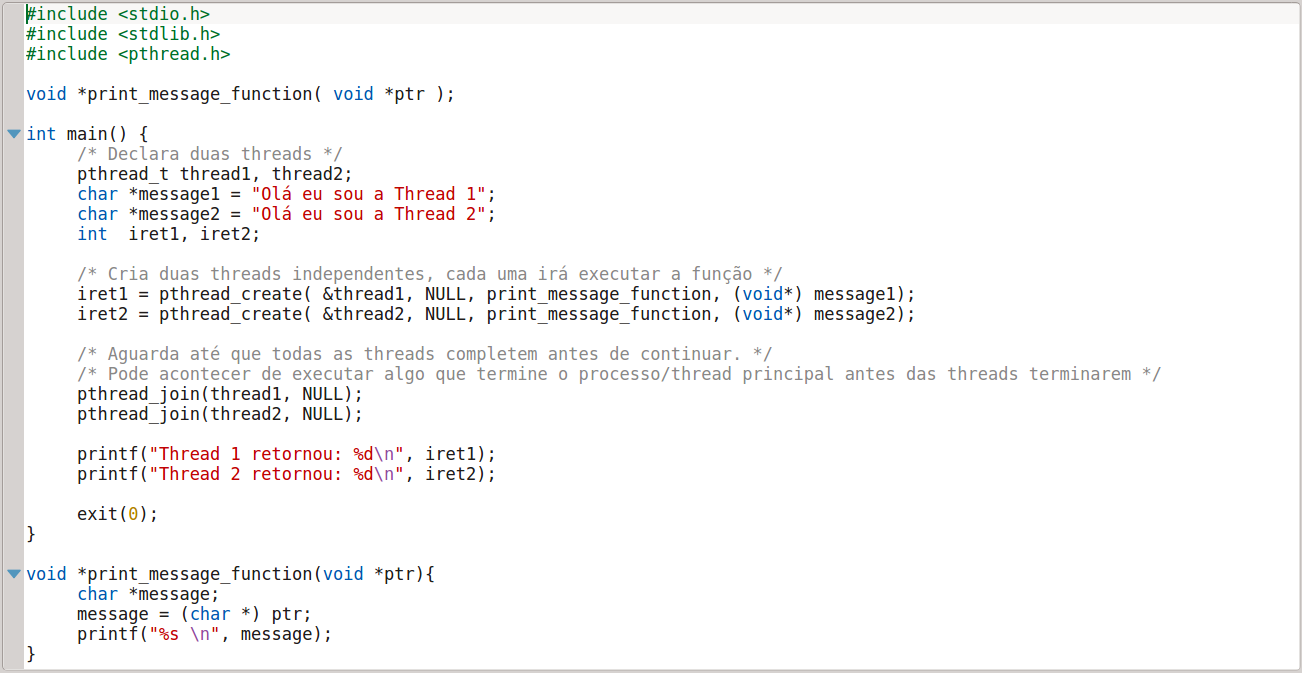 #include <stdio.h>
#include <stdlib.h>
#include <pthread.h>

void *print_message_function( void *ptr );

int main() {
     /* Declara duas threads */
     pthread_t thread1, thread2;
     char *message1 = "Olá eu sou a Thread 1";
     char *message2 = "Olá eu sou a Thread 2";
     int  iret1, iret2;

     /* Cria duas threads independentes, cada uma irá executar a função */
     iret1 = pthread_create( &thread1, NULL, print_message_function, (void*) message1);
     iret2 = pthread_create( &thread2, NULL, print_message_function, (void*) message2);

     /* Aguarda até que todas as threads completem antes de continuar. */
     /* Pode acontecer de executar algo que termine o processo/thread principal antes das threads terminarem */
     pthread_join(thread1, NULL);
     pthread_join(thread2, NULL);

     printf("Thread 1 retornou: %d\n", iret1);
     printf("Thread 2 retornou: %d\n", iret2);

     exit(0);
}

void *print_message_function(void *ptr){
     char *message;
     message = (char *) ptr;
     printf("%s \n", message);
}